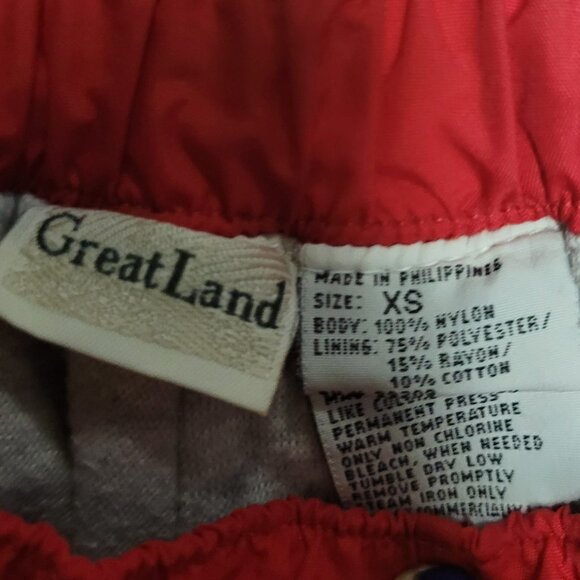 GreatLand
MADE IN PHILIPPINES
SIZE: XS
BODY: 100% NYLON
LINING: 75% POLYESTER/
15% RAYON/
10% COTTON
LIKE COLORS
PERMANENT PRESS
WARM TEMPERATURE
ONLY NON CHLORINE
BLEACH, WHEN NEEDED
TUMBLE DRY LOW
REMOVE PROMPTLY
IRON ONLY